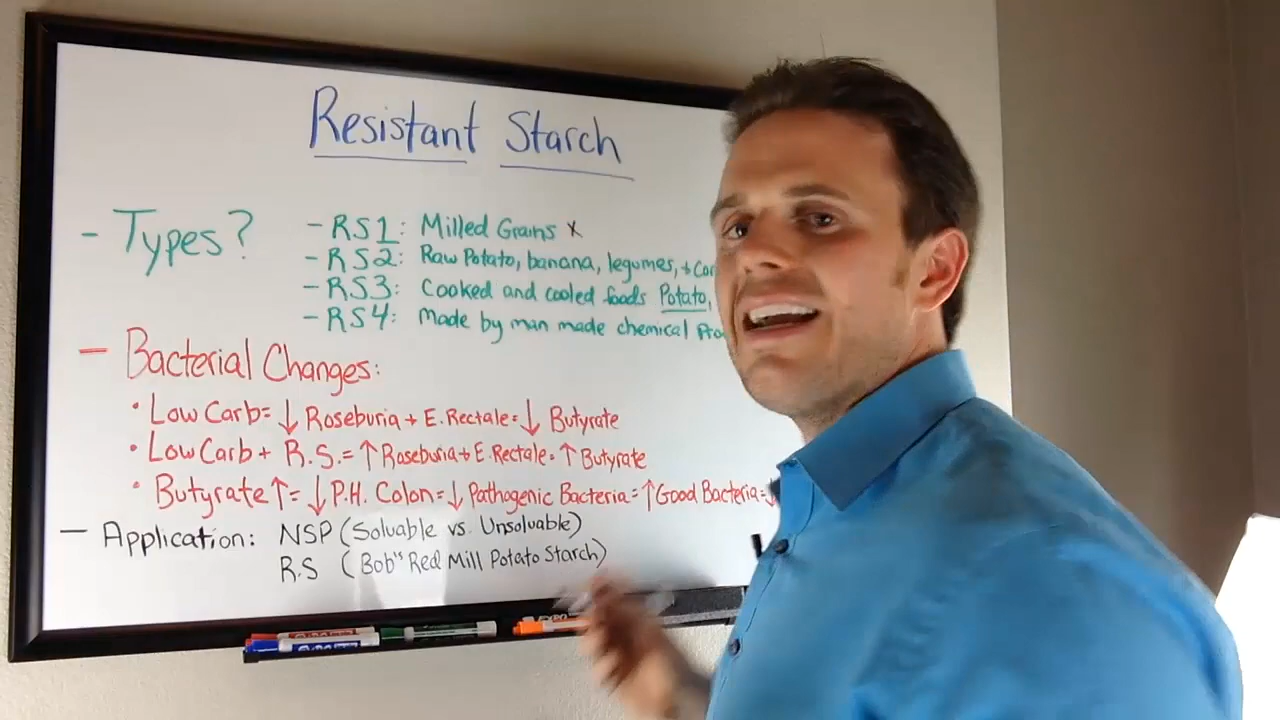 Resistant Starch
- Types?
- RS1: Milled Grains x
- RS2: Raw Potato, banana, legumes, +
- RS3: Cooked and cooled foods Potato,
- RS4: Made by man made chemical
- Bacterial Changes:
• Low Carb= ↓ Roseburia + E. Rectale= ↓ Butyrate
• Low Carb + R.S.= ↑ Roseburia + E. Rectale= ↑ Butyrate
• Butyrate ↑= ↓ P.H. Colon= ↓ Pathogenic Bacteria= ↑ Good Bacteria= ↓
- Application: NSP (Soluable vs. Unsoluable)
R.S (Bob"s Red Mill Potato Starch)
EXPO